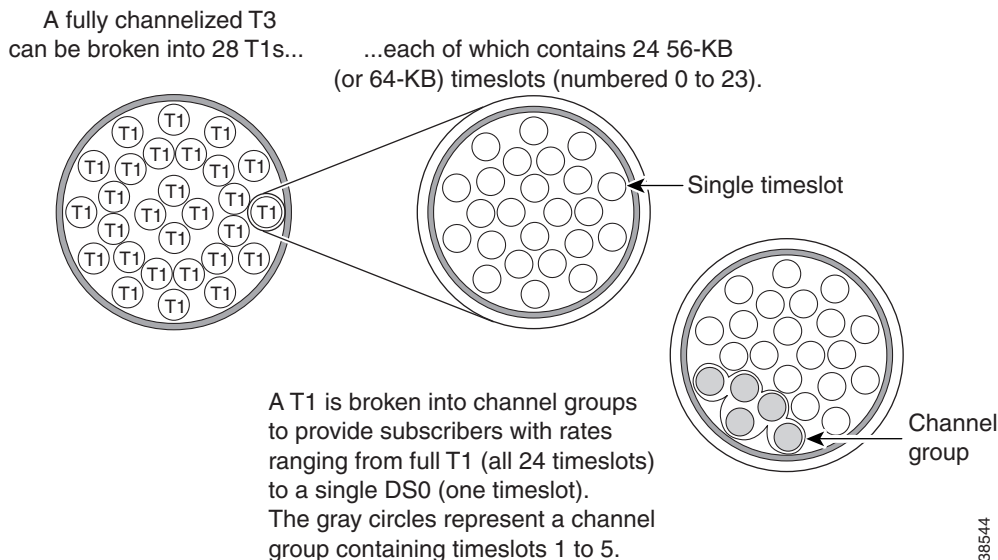 A fully channelized T3
can be broken into 28 T1s...
...each of which contains 24 56-KB
(or 64-KB) timeslots (numbered 0 to 23).
T1
T1 T1
T1 T1
T1 T1 T1 T1
T1
T1 T1
T1 T1 T1 T1
T1 T1
T1
T1 T1 T1 T1
T1 T1
T1 T1
T1
Single timeslot
A T1 is broken into channel groups
to provide subscribers with rates
ranging from full T1 (all 24 timeslots)
to a single DS0 (one timeslot).
The gray circles represent a channel
group containing timeslots 1 to 5.
Channel
group
38544